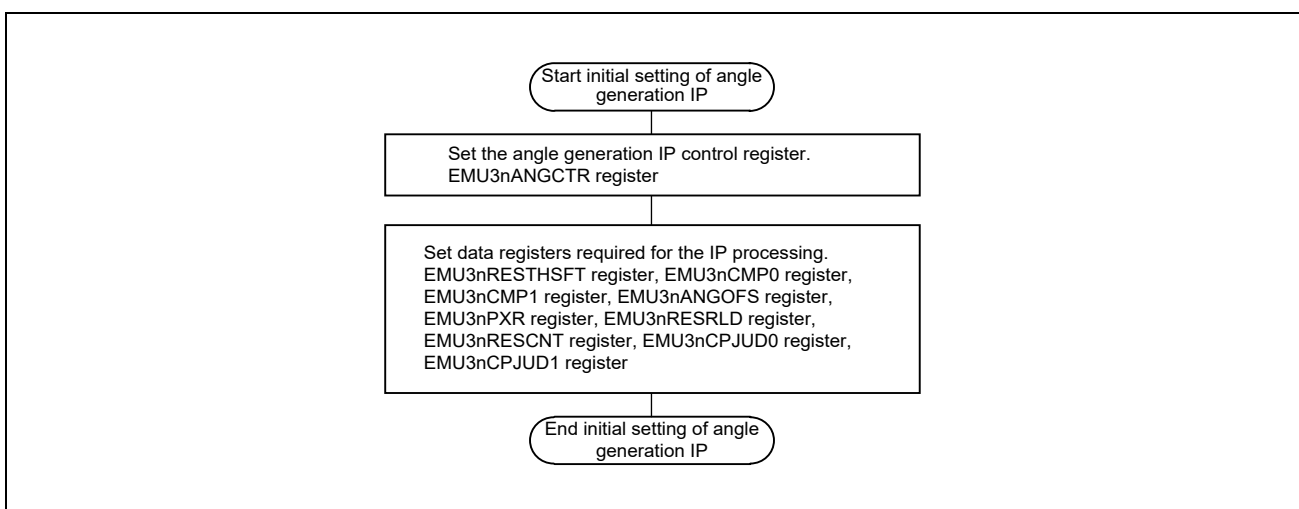 Start initial setting of angle
generation IP
Set the angle generation IP control register.
EMU3nANGCTR register
Set data registers required for the IP processing.
EMU3nRESTHSFT register, EMU3nCMP0 register,
EMU3nCMP1 register, EMU3nANGOFS register,
EMU3nPXR register, EMU3nRESRLD register,
EMU3nRESCNT register, EMU3nCPJUD0 register,
EMU3nCPJUD1 register
End initial setting of angle
generation IP